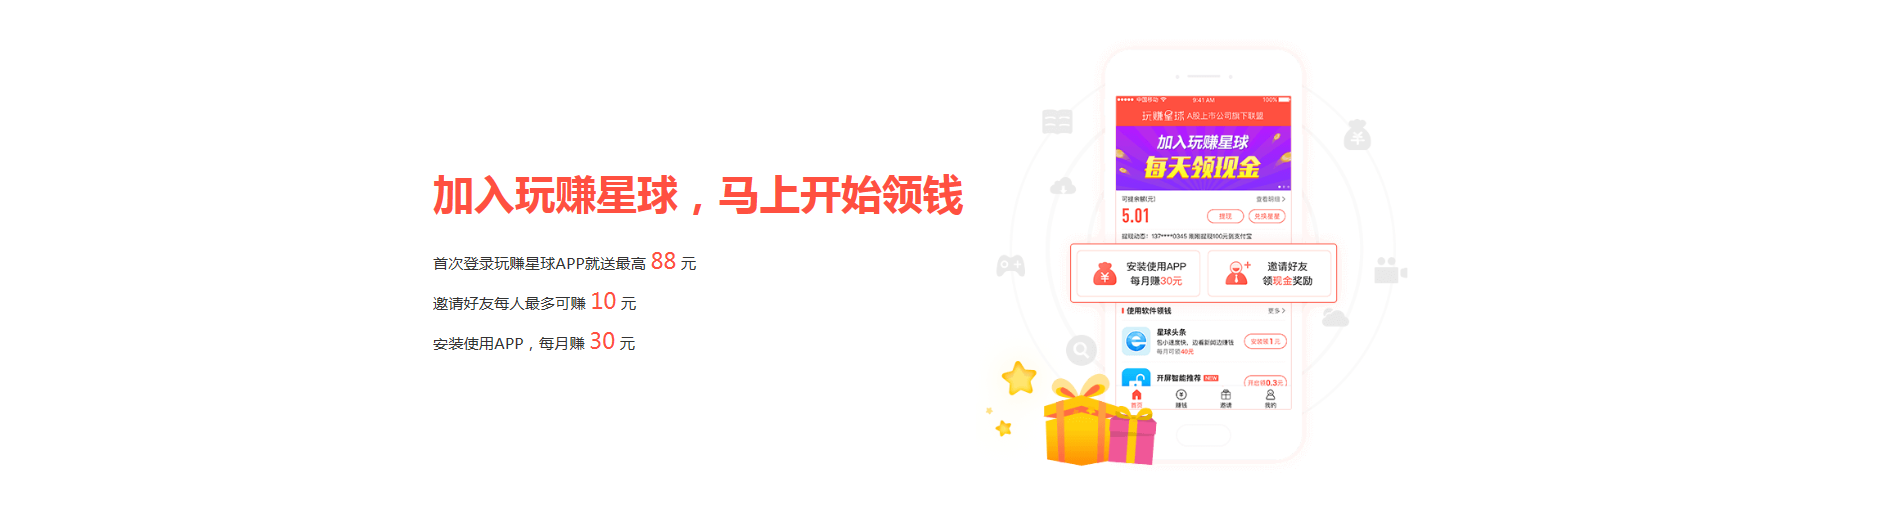 加入玩赚星球，马上开始领钱
首次登录玩赚星球APP就送最高 88 元
邀请好友每人最多可赚 10 元
安装使用APP，每月赚 30 元
中国移动
9:41 AM
100%
玩赚星球 A股上市公司旗下联盟
加入玩赚星球
每天领现金
可提余额(元)
查看明细
5.01
提现
兑换星星
提现动态！137****0345 刚刚提现100元到支付宝
安装使用APP
每月赚30元
邀请好友
领现金奖励
使用软件领钱
更多
星球头条
包小速度快，边看新闻边赚钱
每月可领40元
安装领1元
开屏智能推荐 NEW
开启领0.3元
首页
赚钱
邀请
我的